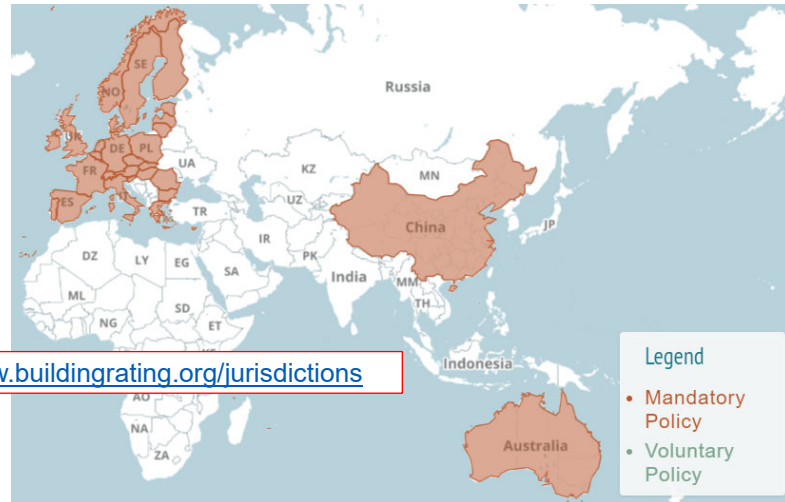 SE
NO
Russia
UK
DE
PL
UA
FR
KZ
MN
IT
UZ
ES
TR
China
JP
IR
DZ
LY
EG
PK
SA
India
MM
ML
SD
TH
NG
ET
w.buildingrating.org/jurisdictions
Indonesia
AO
NA
ZA
Australia
Legend
• Mandatory
Policy
• Voluntary
Policy